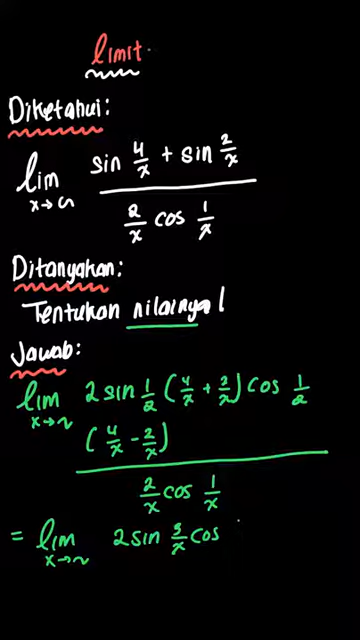 limit
Diketahui:
lim x→∞ (sin 4/x + sin 2/x) / (2/x cos 1/x)
Ditanyakan:
Tentukan nilainya!
Jawab:
lim x→∞ 2 sin 1/2 (4/x + 2/x) cos 1/2
(4/x - 2/x)
2/x cos 1/x
= lim x→∞ 2 sin 3/x cos